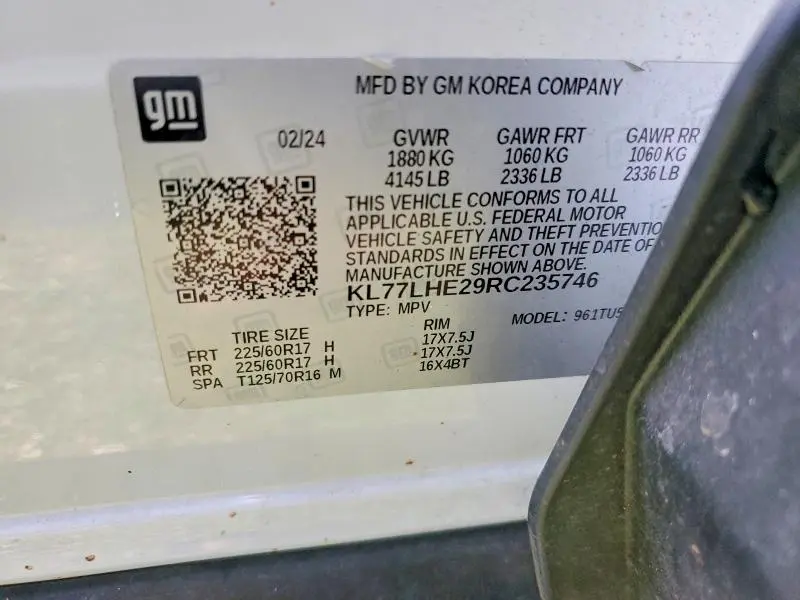 gm
MFD BY GM KOREA COMPANY
02/24 GVWR GAWR FRT GAWR RR
1880 KG 1060 KG 1060 KG
4145 LB 2336 LB 2336 LB
THIS VEHICLE CONFORMS TO ALL
APPLICABLE U.S. FEDERAL MOTOR
VEHICLE SAFETY AND THEFT PREVENTIO
STANDARDS IN EFFECT ON THE DATE OF
MANUFACTURE SHOWN ABOVE.
KL77LHE29RC235746
TYPE: MPV MODEL: 961TU5
TIRE SIZE RIM
FRT 225/60R17 H 17X7.5J
RR 225/60R17 H 17X7.5J
SPA T125/70R16 M 16X4BT